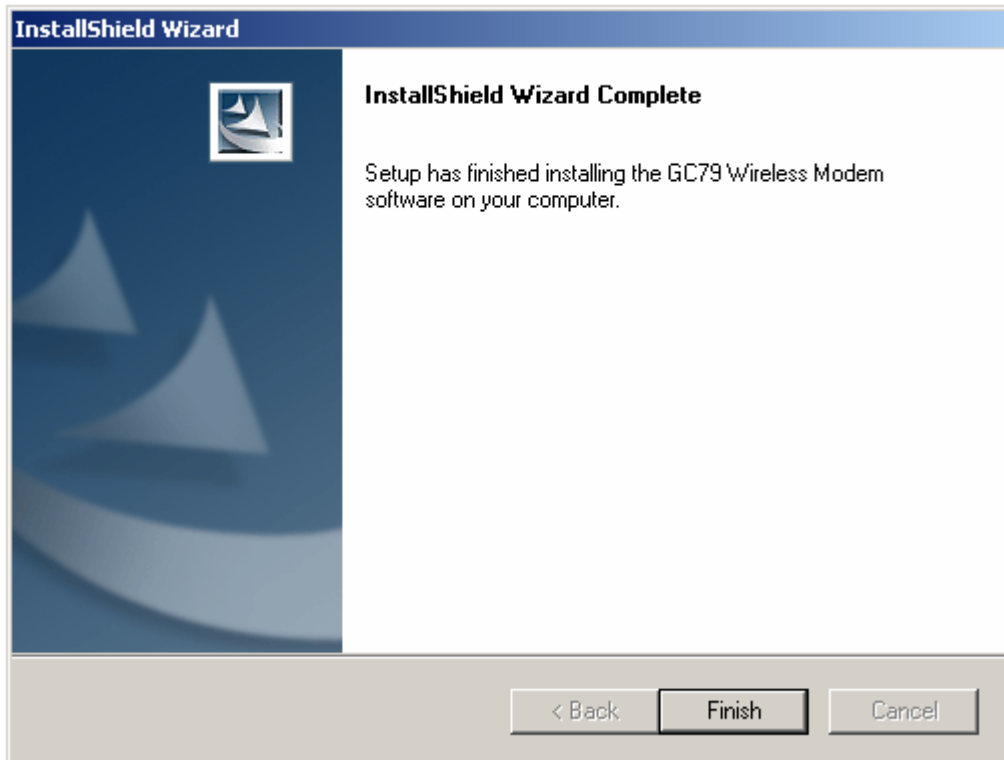 InstallShield Wizard
InstallShield Wizard Complete
Setup has finished installing the GC79 Wireless Modem
software on your computer.
< Back
Finish
Cancel